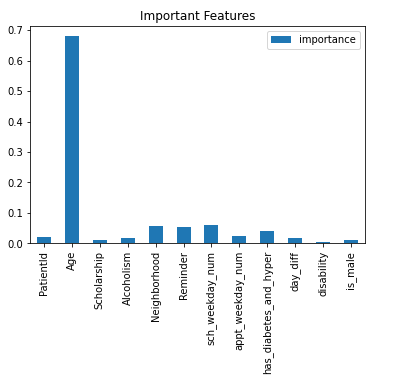 Important Features
importance
0.7
0.6
0.5
0.4
0.3
0.2
0.1
0.0
PatientId
Age
Scholarship
Alcoholism
Neighborhood
Reminder
sch_weekday_num
appt_weekday_num
has_diabetes_and_hyper
day_diff
disability
is_male